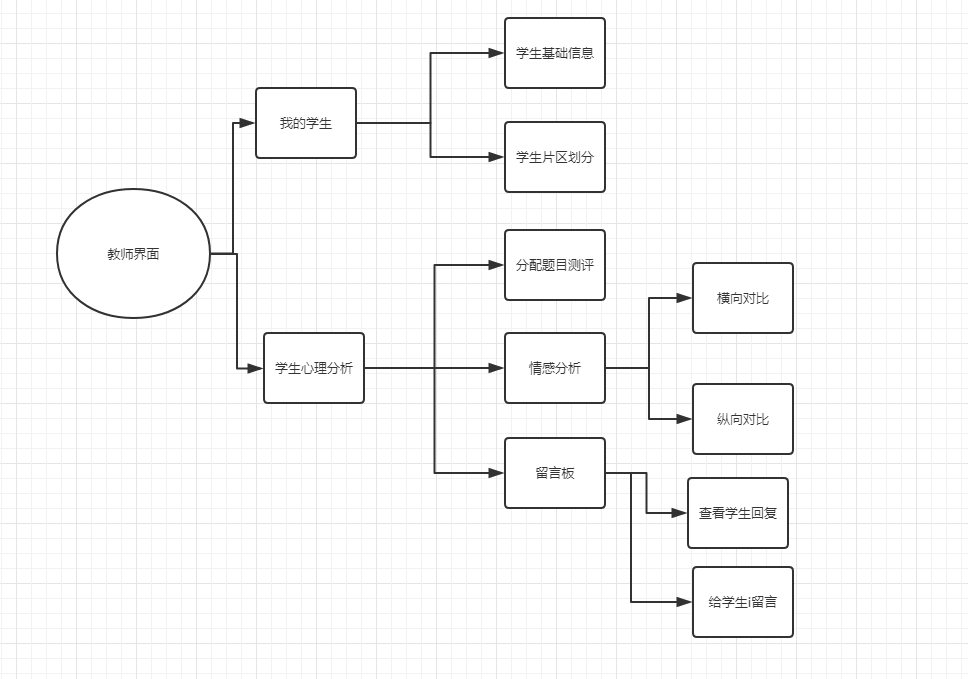 教师界面
我的学生
学生基础信息
学生片区划分
学生心理分析
分配题目测评
情感分析
横向对比
纵向对比
留言板
查看学生回复
给学生i留言